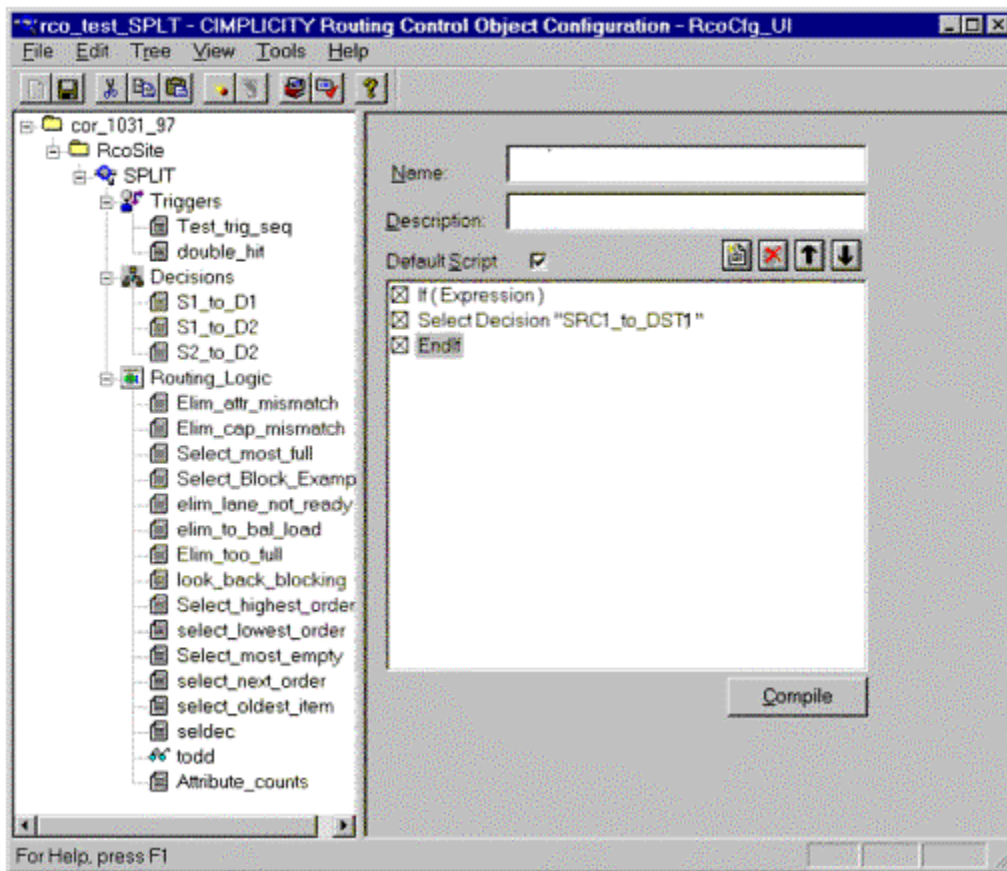 rco_test_SPLT - CIMPLICITY Routing Control Object Configuration - RcoCfg_UI
File Edit Tree View Tools Help
cor_1031_97
RcoSite
SPLIT
Triggers
Test_trig_seq
double_hit
Decisions
S1_to_D1
S1_to_D2
S2_to_D2
Routing_Logic
Elim_attr_mismatch
Elim_cap_mismatch
Select_most_full
Select_Block_Examp
elim_lane_not_ready
elim_to_bal_load
Elim_too_full
look_back_blocking
Select_highest_order
select_lowest_order
Select_most_empty
select_next_order
select_oldest_item
seldec
todd
Attribute_counts
Name:
Description:
Default Script
If ( Expression )
Select Decision "SRC1_to_DST1"
EndIf
Compile
For Help, press F1